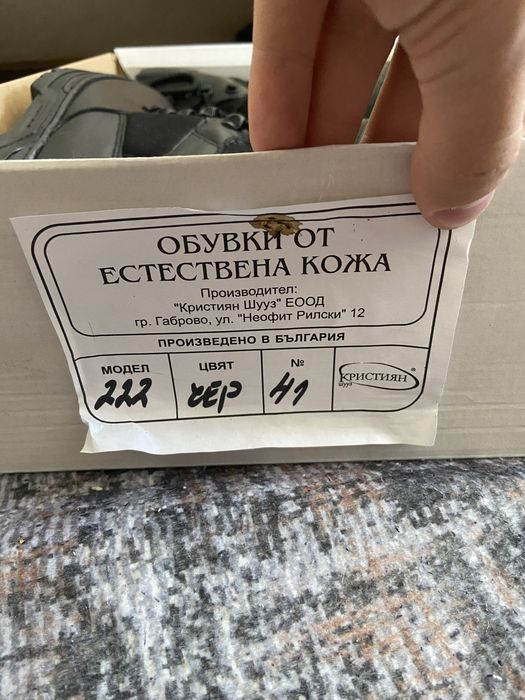 ОБУВКИ ОТ
ЕСТЕСТВЕНА КОЖА
Производител:
"Кристиян Шууз" ЕООД
гр. Габрово, ул. "Неофит Рилски" 12
ПРОИЗВЕДЕНО В БЪЛГАРИЯ
МОДЕЛ ЦВЯТ №
222 чер 41
КРИСТИЯН®
шууз